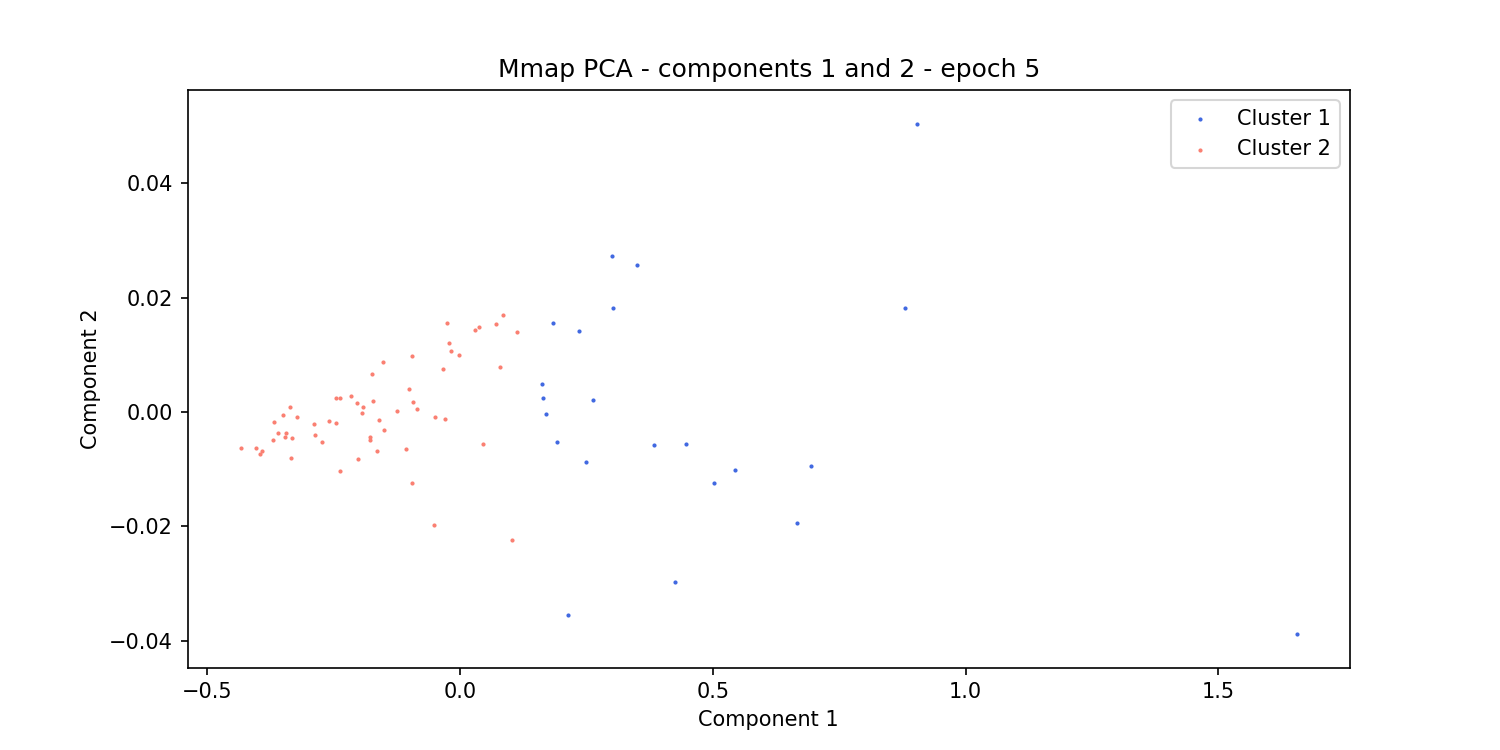 Mmap PCA - components 1 and 2 - epoch 5
Cluster 1
Cluster 2
Component 2
0.04
0.02
0.00
−0.02
−0.04
−0.5
0.0
0.5
1.0
1.5
Component 1